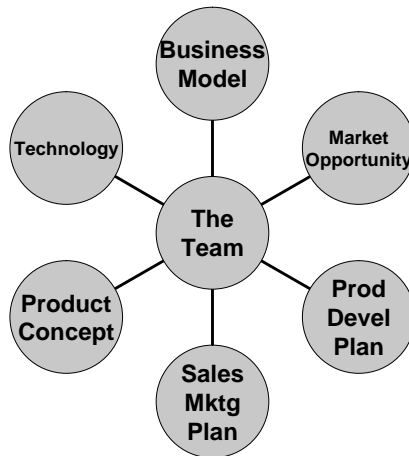 Business
Model
Technology
Market
Opportunity
The
Team
Product
Concept
Prod
Devel
Plan
Sales
Mktg
Plan